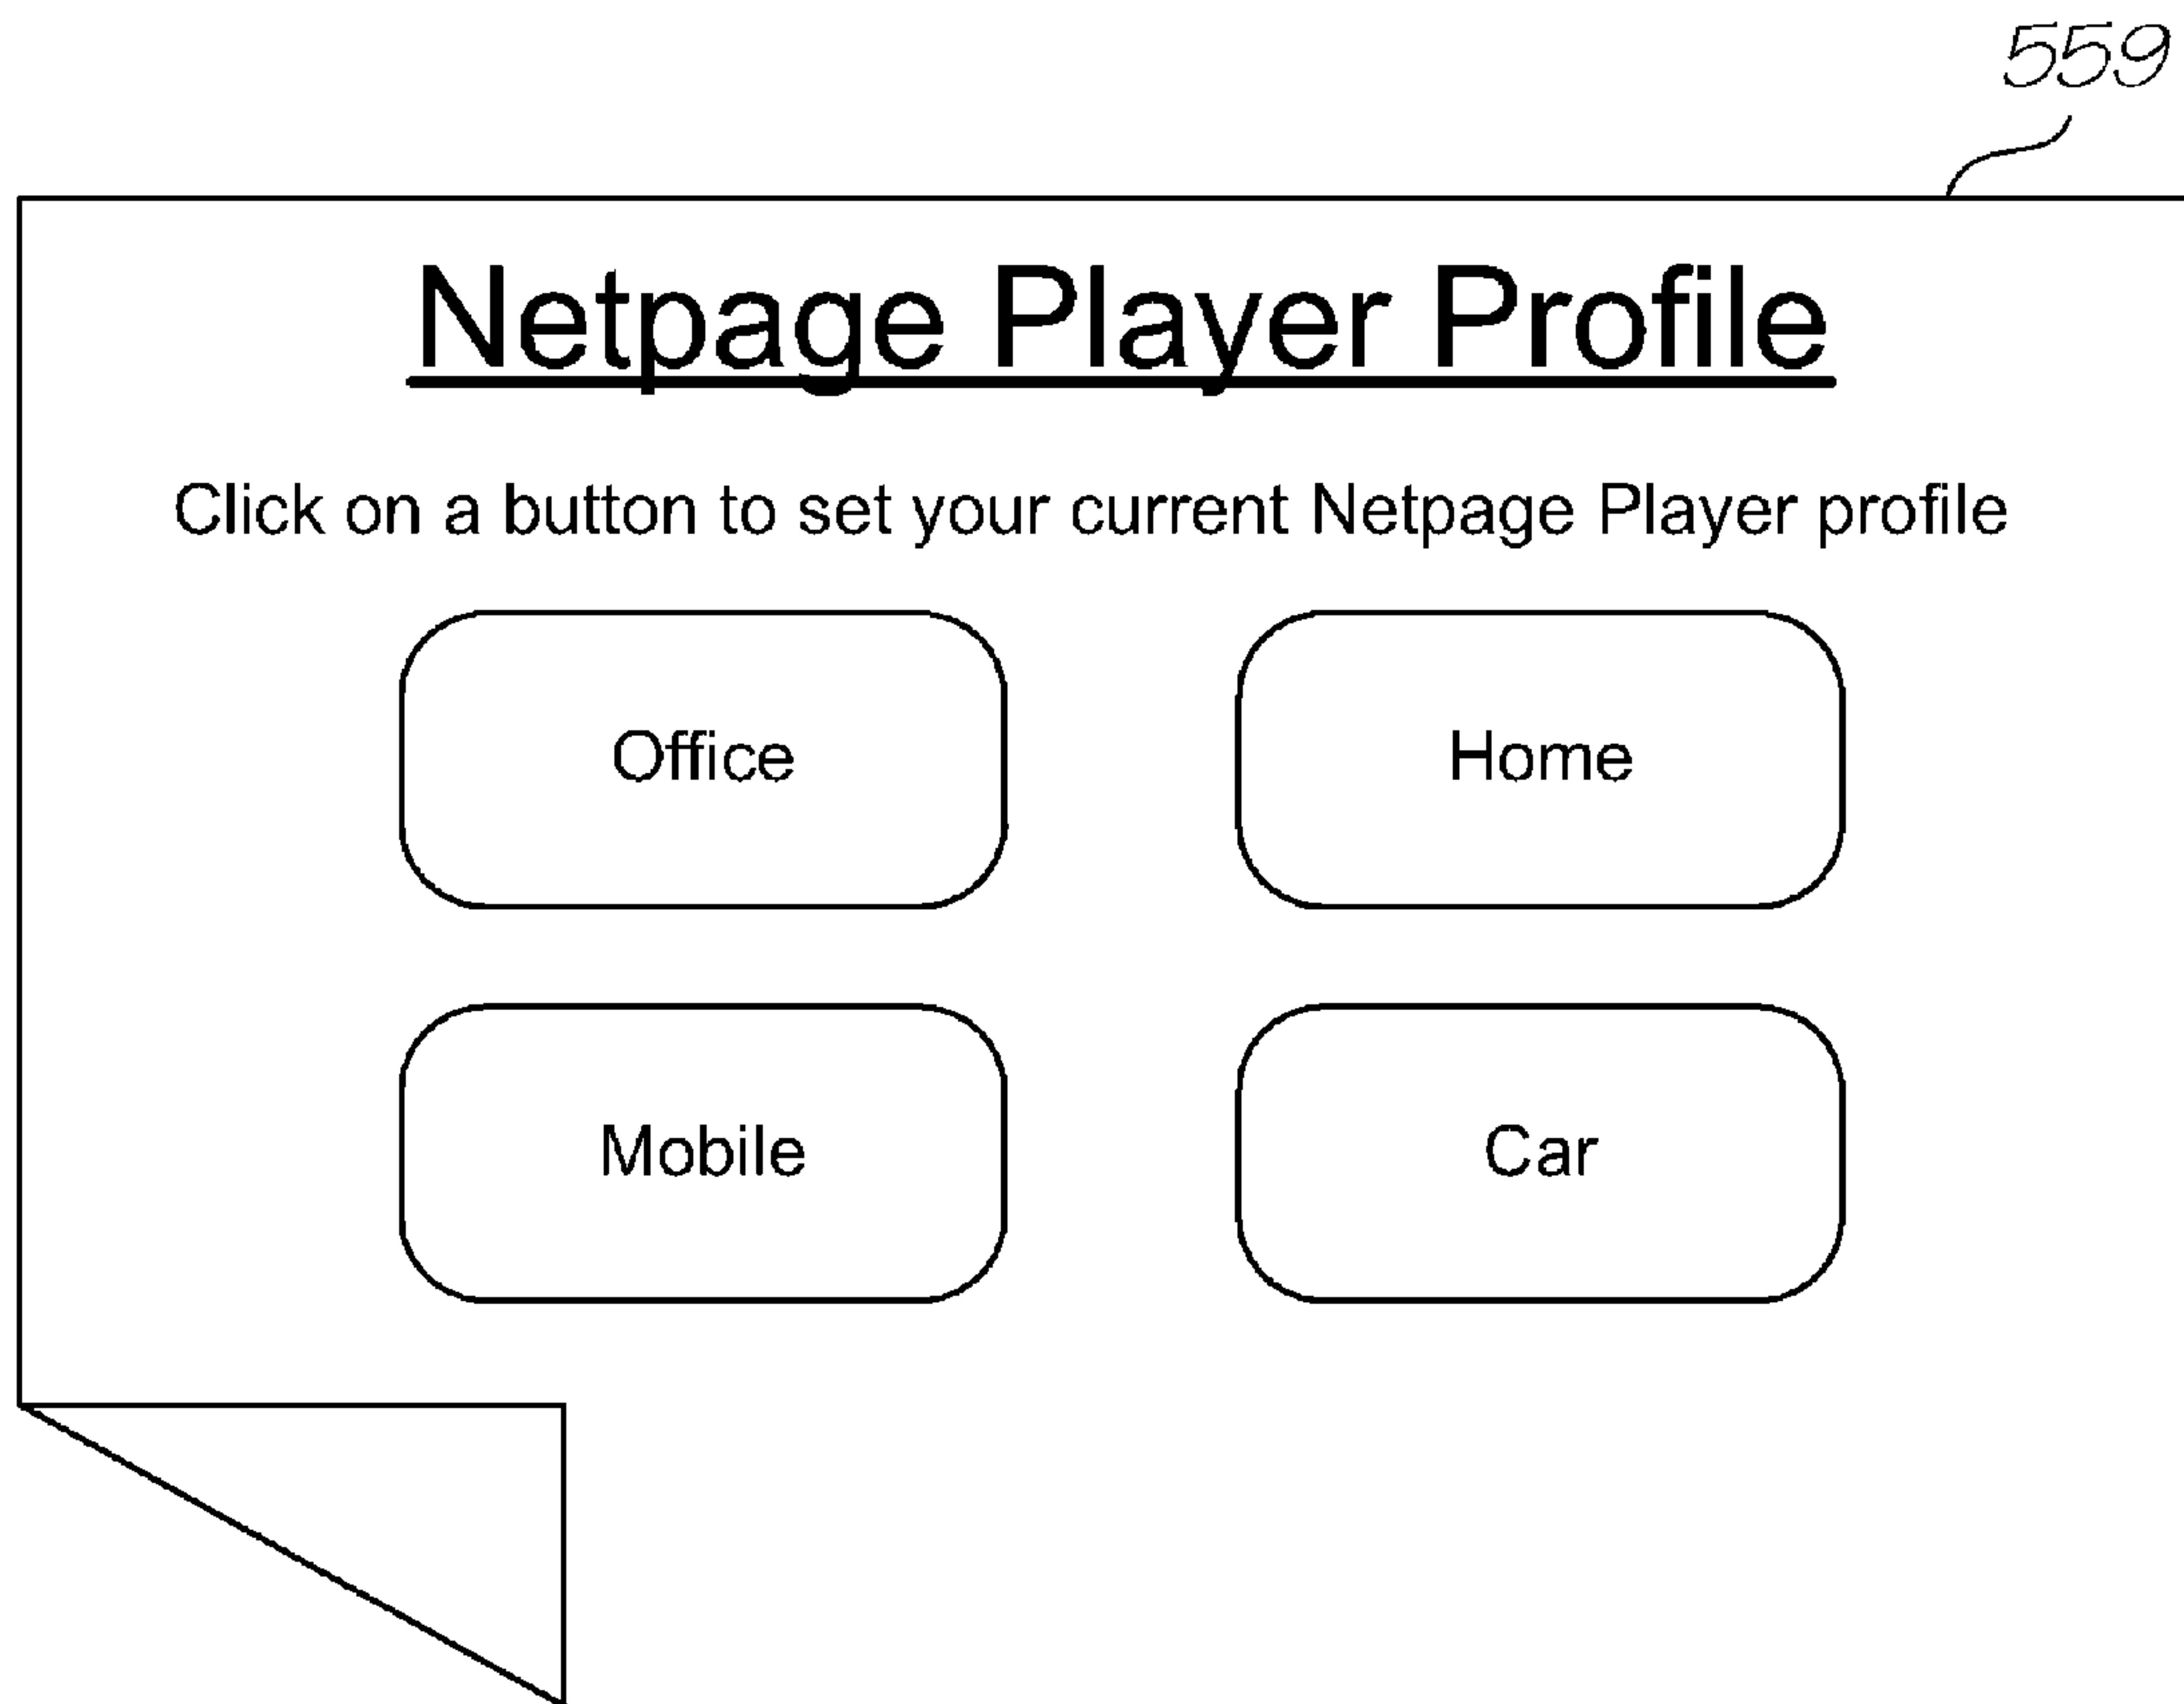 559
Netpage Player Profile
Click on a button to set your current Netpage Player profile
Office Home
Mobile Car